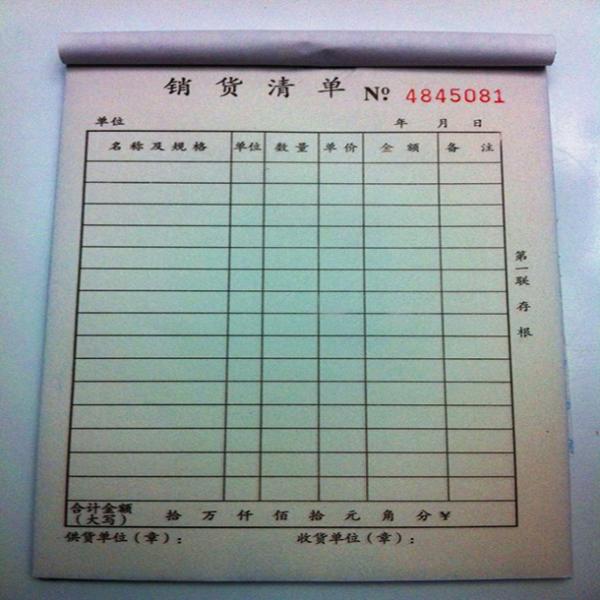 销货清单 № 4845081
单位 年 月 日
名称及规格 单位 数量 单价 金额 备注
第一联 存根
合计金额（大写） 拾 万 仟 佰 拾 元 角 分 ¥
供货单位（章）： 收货单位（章）：